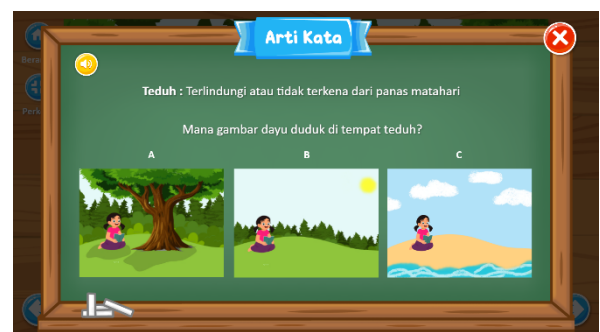 Arti Kata
Teduh : Terlindungi atau tidak terkena dari panas matahari
Mana gambar dayu duduk di tempat teduh?
A
B
C